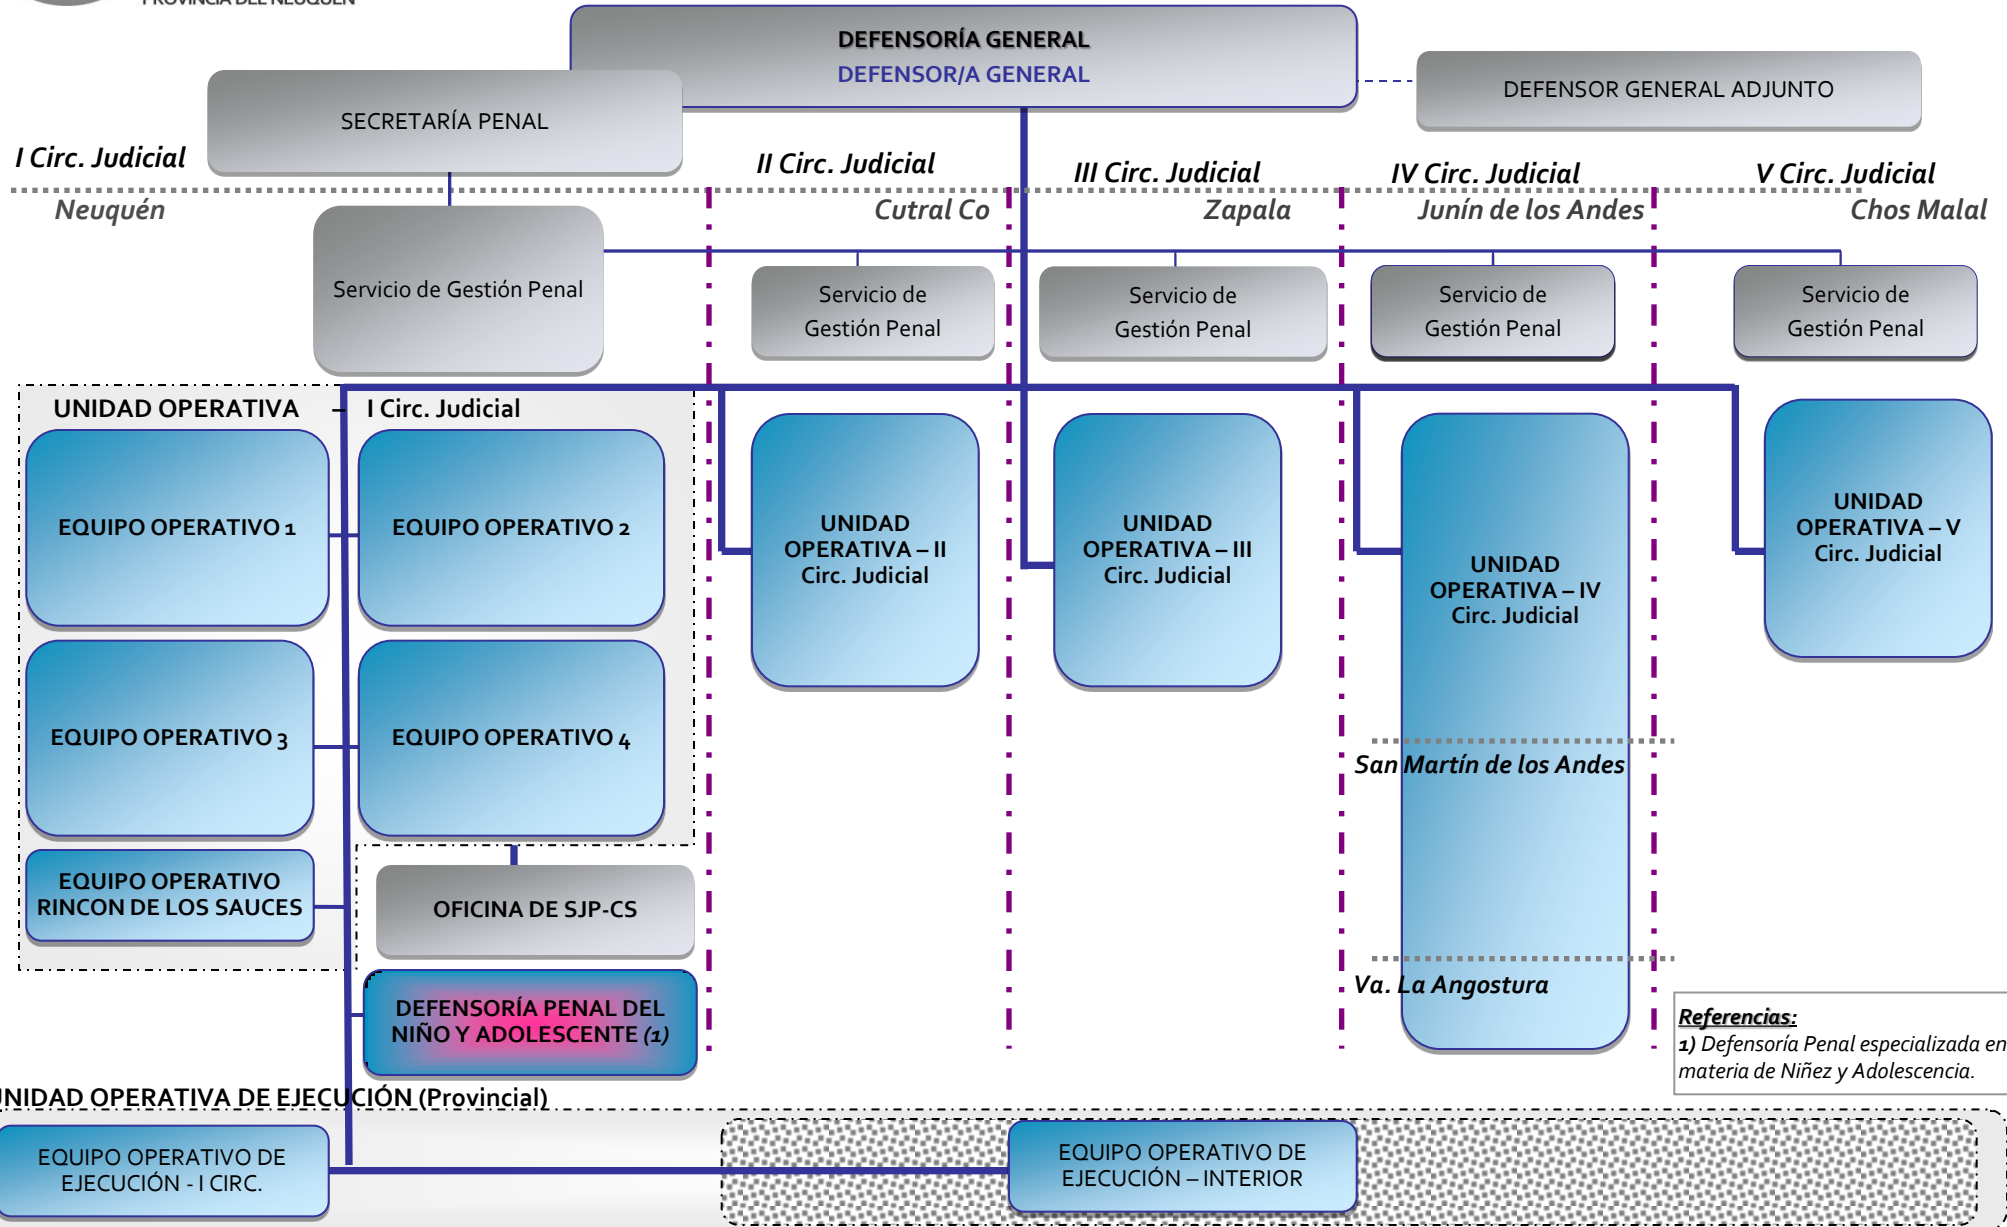 PROVINCIA DEL NEUQUÉN
DEFENSORÍA GENERAL
DEFENSOR/A GENERAL
DEFENSOR GENERAL ADJUNTO
SECRETARÍA PENAL
I Circ. Judicial
II Circ. Judicial
III Circ. Judicial
IV Circ. Judicial
V Circ. Judicial
Neuquén
Cutral Co
Zapala
Junín de los Andes
Chos Malal
Servicio de Gestión Penal
Servicio de
Gestión Penal
Servicio de
Gestión Penal
Servicio de
Gestión Penal
Servicio de
Gestión Penal
UNIDAD OPERATIVA – I Circ. Judicial
EQUIPO OPERATIVO 1
EQUIPO OPERATIVO 2
UNIDAD
OPERATIVA – II
Circ. Judicial
UNIDAD
OPERATIVA – III
Circ. Judicial
UNIDAD
OPERATIVA – IV
Circ. Judicial
UNIDAD
OPERATIVA – V
Circ. Judicial
EQUIPO OPERATIVO 3
EQUIPO OPERATIVO 4
San Martín de los Andes
EQUIPO OPERATIVO
RINCON DE LOS SAUCES
OFICINA DE SJP-CS
Va. La Angostura
DEFENSORÍA PENAL DEL
NIÑO Y ADOLESCENTE (1)
Referencias:
1) Defensoría Penal especializada en
materia de Niñez y Adolescencia.
UNIDAD OPERATIVA DE EJECUCIÓN (Provincial)
EQUIPO OPERATIVO DE
EJECUCIÓN - I CIRC.
EQUIPO OPERATIVO DE
EJECUCIÓN – INTERIOR